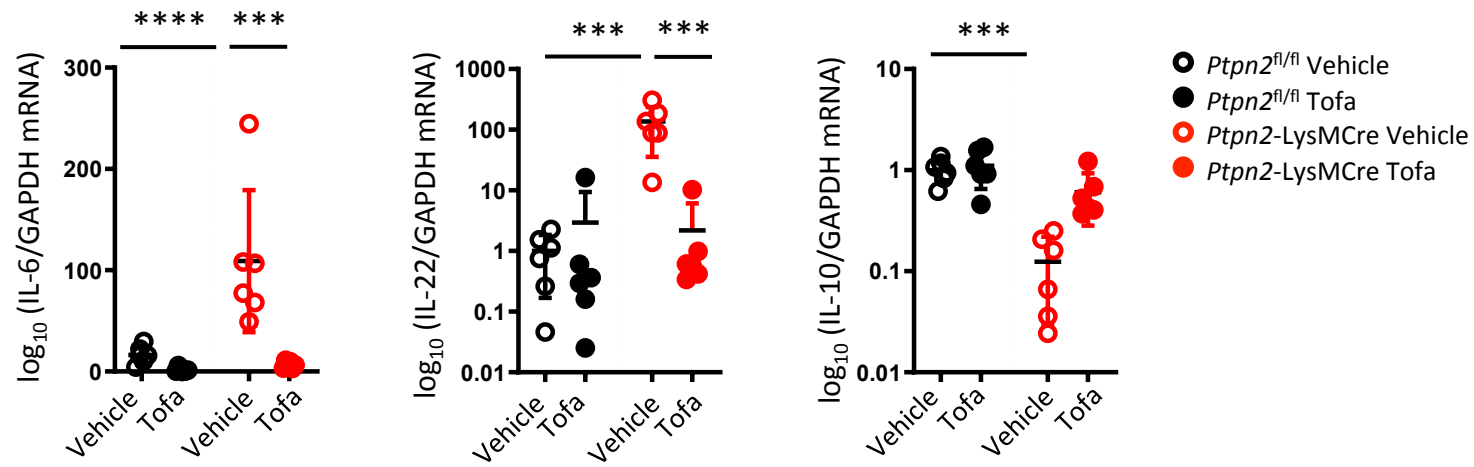 **** ***
log₁₀ (IL-6/GAPDH mRNA)
300
200
100
0
Vehicle
Tofa
Vehicle
Tofa
*** ***
log₁₀ (IL-22/GAPDH mRNA)
1000
100
10
1
0.1
0.01
Vehicle
Tofa
Vehicle
Tofa
***
log₁₀ (IL-10/GAPDH mRNA)
10
1
0.1
0.01
Vehicle
Tofa
Vehicle
Tofa
Ptpn2fl/fl Vehicle
Ptpn2fl/fl Tofa
Ptpn2-LysMCre Vehicle
Ptpn2-LysMCre Tofa